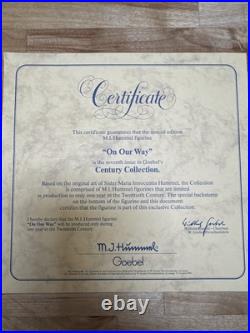 Certificate
This certificate guarantees that the special edition
M.I. Hummel figurine
"On Our Way"
is the seventh issue in Goebel's
Century Collection.
Based on the original art of Sister Maria Innocentia Hummel, the Collection
is comprised of M.I. Hummel figurines that are limited
in production to only one year in the Twentieth Century. The special backstamp
on the bottom of the figurine and this document
certifies that the figurine is part of this exclusive Collection.
I hereby declare that the M.I. Hummel figurine
"On Our Way" will be produced only during
one year in the Twentieth Century.
M.I. Hummel
Goebel